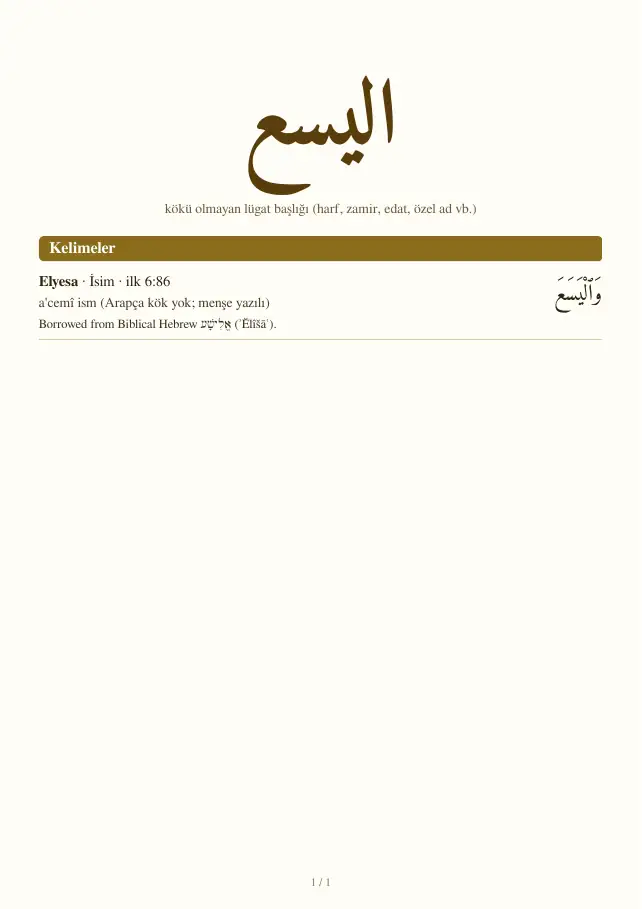 اليسع
kökü olmayan lügat başlığı (harf, zamir, edat, özel ad vb.)
Kelimeler
Elyesa · İsim · ilk 6:86
وَٱلْيَسَعَ
a'cemî ism (Arapça kök yok; menşe yazılı)
Borrowed from Biblical Hebrew אֱלִישָׁע (ʾĔlîšāʿ).
1 / 1